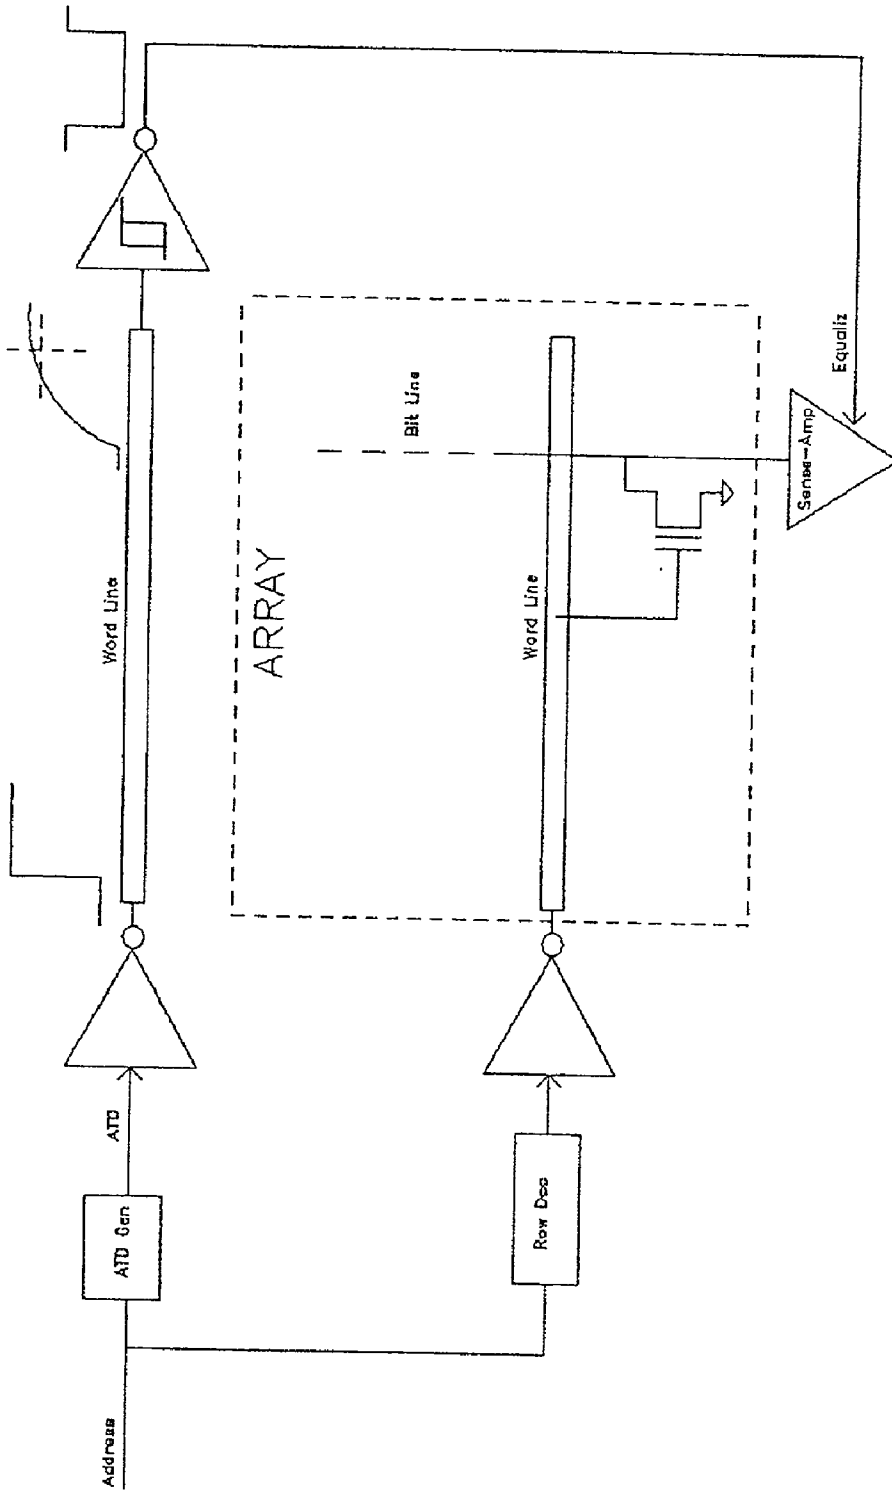 Address
ATD Gen
ATD
Word Line
ARRAY
Bit Line
Row Dec
Word Line
Equaliz
Sense-Amp